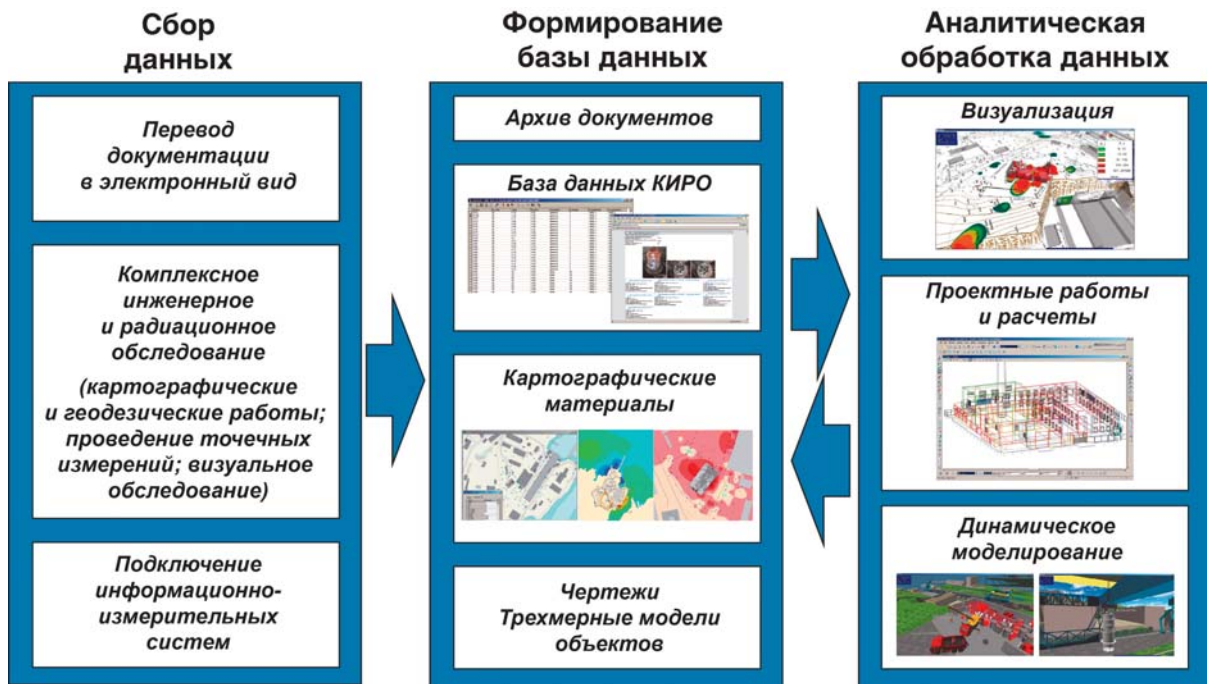 Сбор
данных
Перевод
документации
в электронный вид
Комплексное
инженерное
и радиационное
обследование
(картографические
и геодезические работы;
проведение точечных
измерений; визуальное
обследование)
Подключение
информационно-
измерительных
систем
Формирование
базы данных
Архив документов
База данных КИРО
Картографические
материалы
Чертежи
Трехмерные модели
объектов
Аналитическая
обработка данных
Визуализация
Проектные работы
и расчеты
Динамическое
моделирование